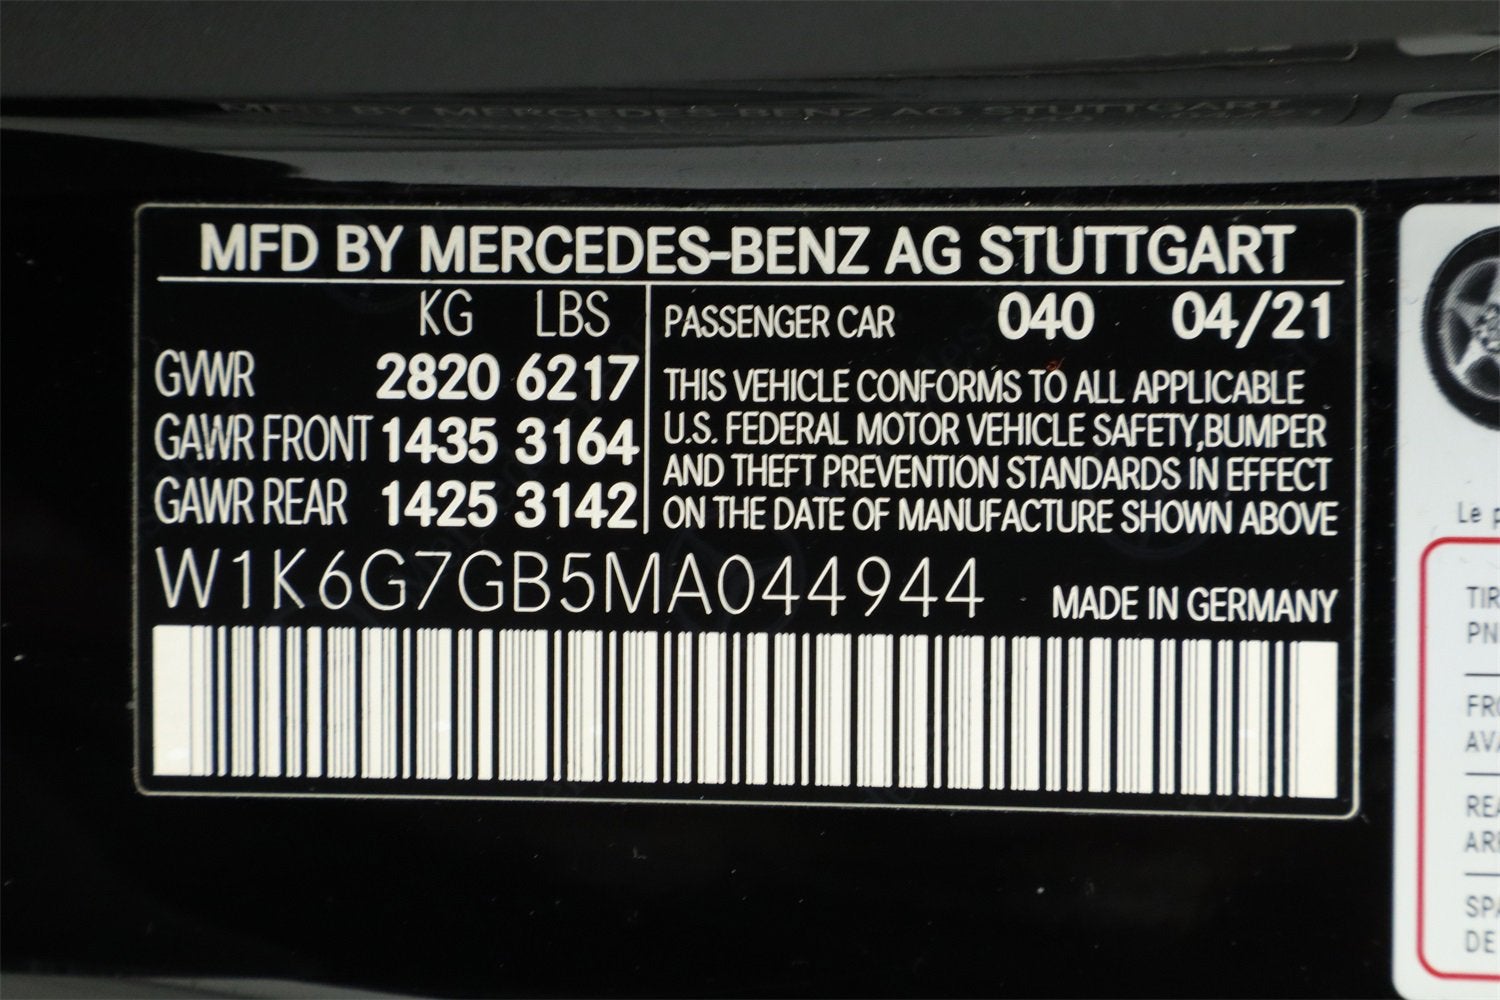 MFD BY MERCEDES-BENZ AG STUTTGART
KG LBS
GVWR 2820 6217
GAWR FRONT 1435 3164
GAWR REAR 1425 3142
PASSENGER CAR 040 04/21
THIS VEHICLE CONFORMS TO ALL APPLICABLE
U.S. FEDERAL MOTOR VEHICLE SAFETY,BUMPER
AND THEFT PREVENTION STANDARDS IN EFFECT
ON THE DATE OF MANUFACTURE SHOWN ABOVE
W1K6G7GB5MA044944 MADE IN GERMANY
Le